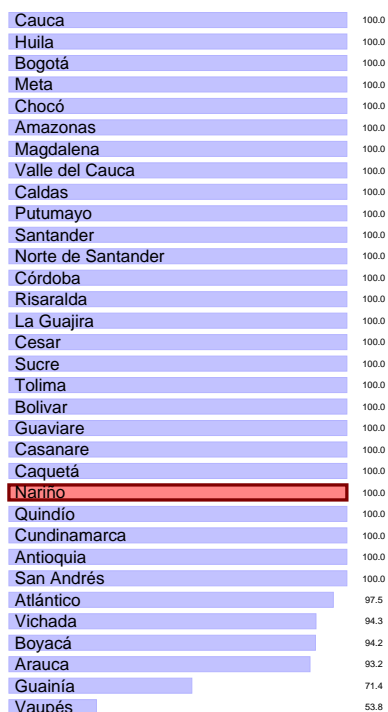 Cauca 100.0
Huila 100.0
Bogotá 100.0
Meta 100.0
Chocó 100.0
Amazonas 100.0
Magdalena 100.0
Valle del Cauca 100.0
Caldas 100.0
Putumayo 100.0
Santander 100.0
Norte de Santander 100.0
Córdoba 100.0
Risaralda 100.0
La Guajira 100.0
Cesar 100.0
Sucre 100.0
Tolima 100.0
Bolivar 100.0
Guaviare 100.0
Casanare 100.0
Caquetá 100.0
Nariño 100.0
Quindío 100.0
Cundinamarca 100.0
Antioquia 100.0
San Andrés 100.0
Atlántico 97.5
Vichada 94.3
Boyacá 94.2
Arauca 93.2
Guainía 71.4
Vaupés 53.8